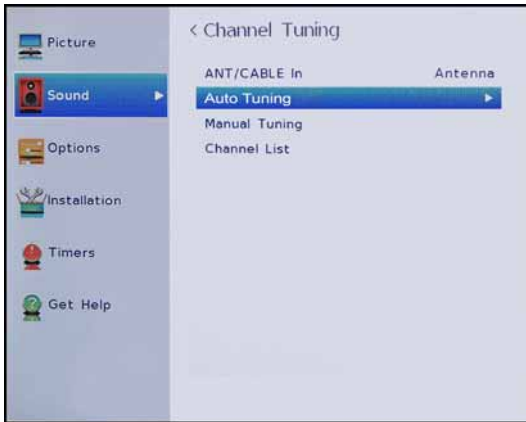 Picture
Sound
Options
Installation
Timers
Get Help
< Channel Tuning
ANT/CABLE In Antenna
Auto Tuning
Manual Tuning
Channel List